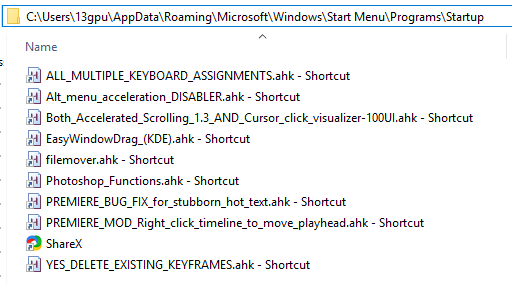 C:\Users\13gpu\AppData\Roaming\Microsoft\Windows\Start Menu\Programs\Startup
Name
ALL_MULTIPLE_KEYBOARD_ASSIGNMENTS.ahk - Shortcut
Alt_menu_acceleration_DISABLER.ahk - Shortcut
Both_Accelerated_Scrolling_1.3_AND_Cursor_click_visualizer-100UI.ahk - Shortcut
EasyWindowDrag_(KDE).ahk - Shortcut
filemover.ahk - Shortcut
Photoshop_Functions.ahk - Shortcut
PREMIERE_BUG_FIX_for_stubborn_hot_text.ahk - Shortcut
PREMIERE_MOD_Right_click_timeline_to_move_playhead.ahk - Shortcut
ShareX
YES_DELETE_EXISTING_KEYFRAMES.ahk - Shortcut